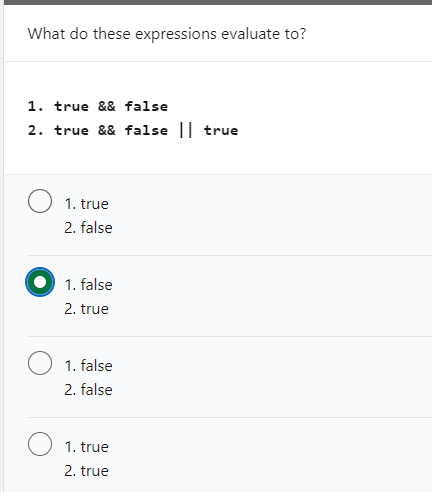 What do these expressions evaluate to?
1. true && false
2. true && false || true
1. true
2. false
1. false
2. true
1. false
2. false
1. true
2. true